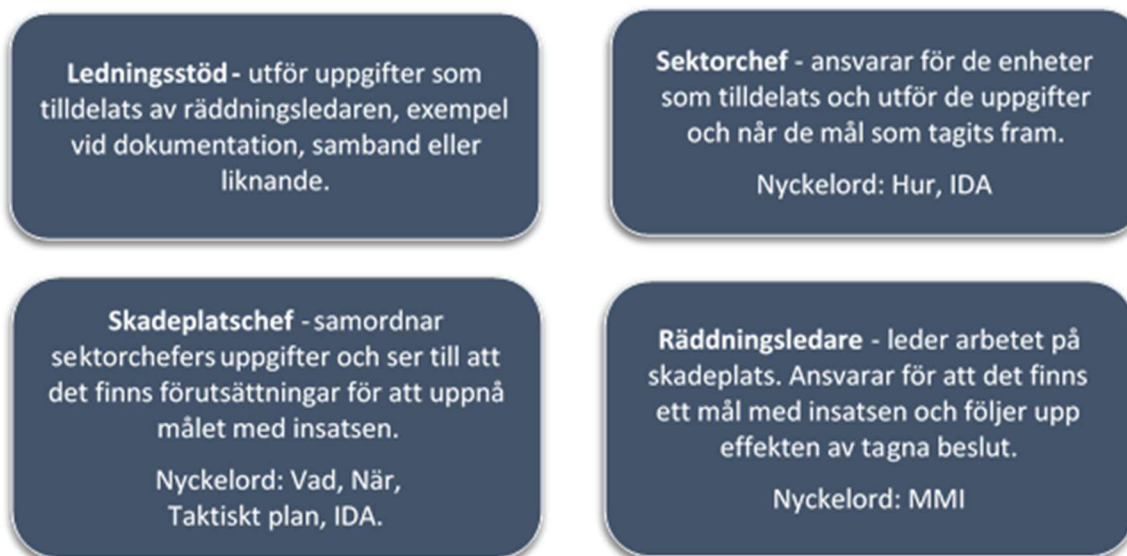 Ledningsstöd - utför uppgifter som
tilldelats av räddningsledaren, exempel
vid dokumentation, samband eller
liknande.
Sektorchef - ansvarar för de enheter
som tilldelats och utför de uppgifter
och når de mål som tagits fram.
Nyckelord: Hur, IDA
Skadeplatschef - samordnar
sektorchefers uppgifter och ser till att
det finns förutsättningar för att uppnå
målet med insatsen.
Nyckelord: Vad, När,
Taktiskt plan, IDA.
Räddningsledare - leder arbetet på
skadeplats. Ansvarar för att det finns
ett mål med insatsen och följer upp
effekten av tagna beslut.
Nyckelord: MMI